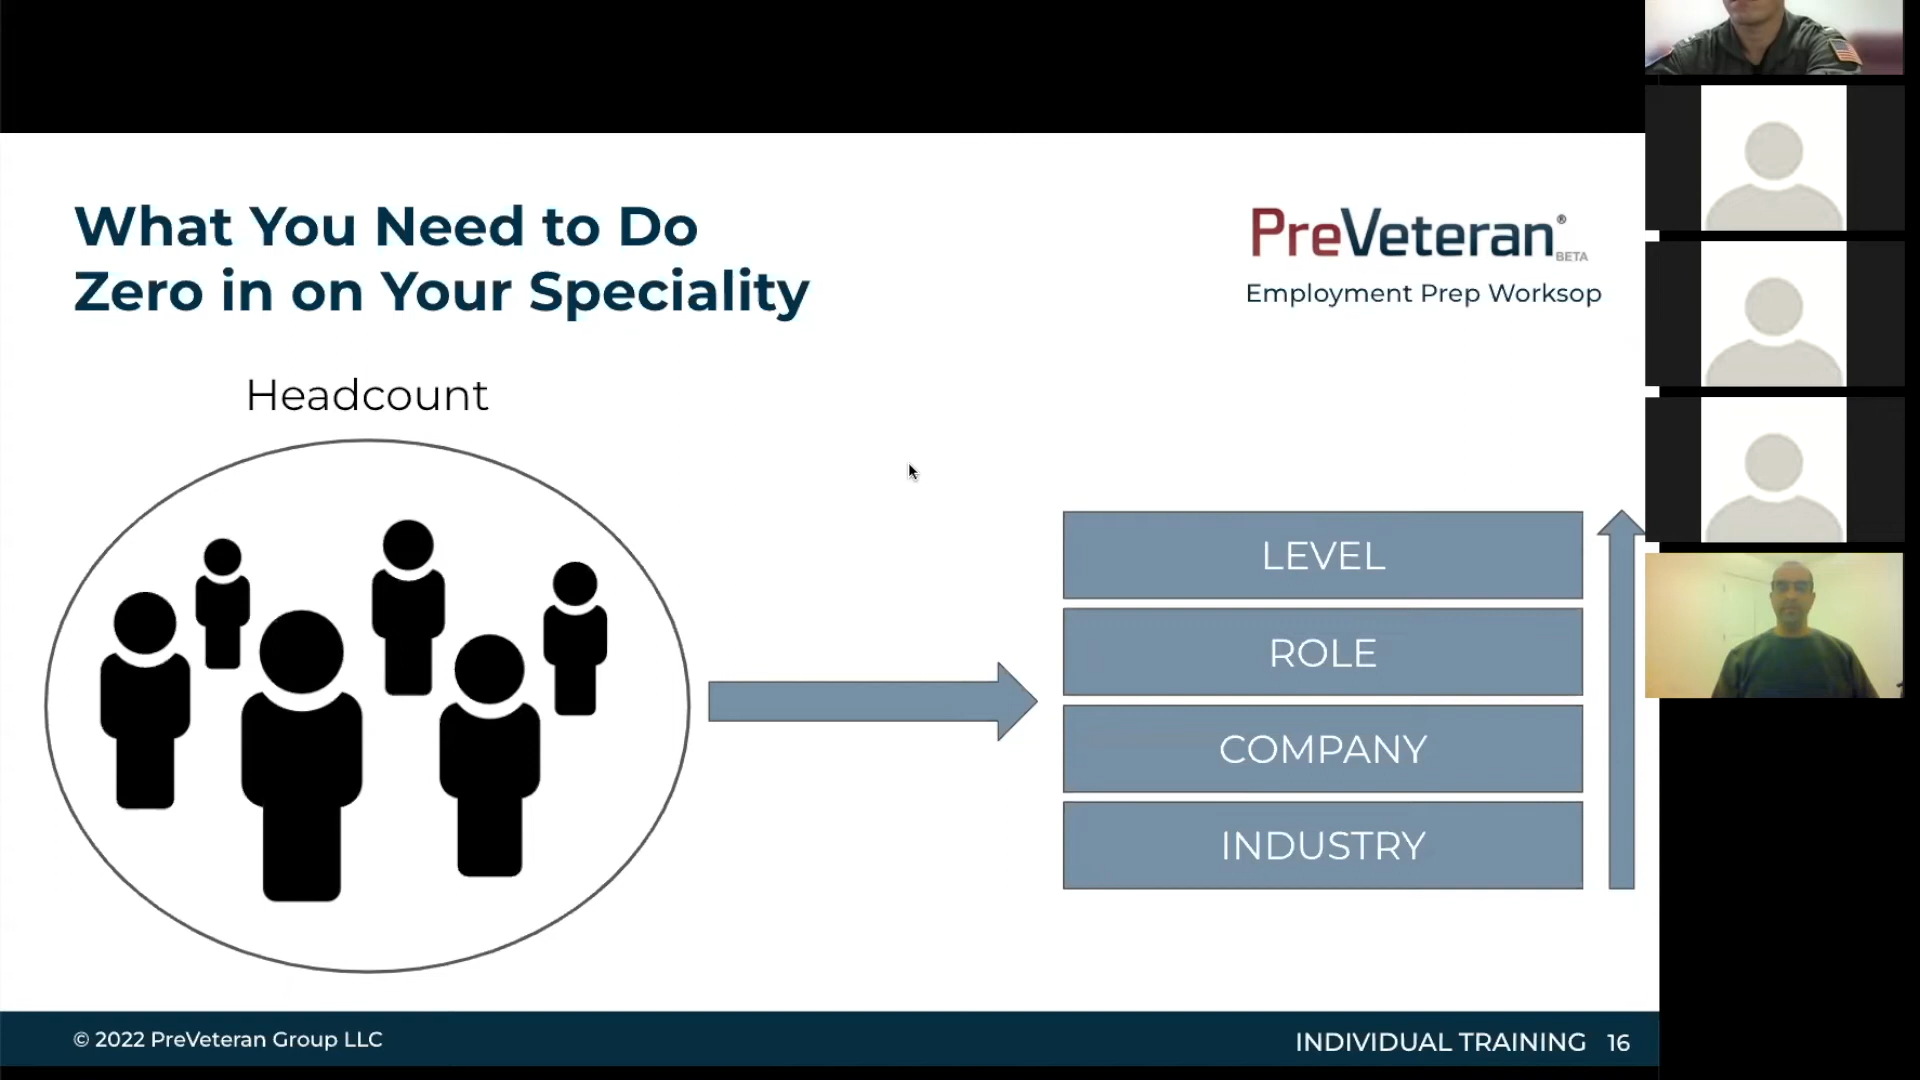 What You Need to Do
Zero in on Your Speciality
PreVeteran®
BETA
Employment Prep Worksop
Headcount
LEVEL
ROLE
COMPANY
INDUSTRY
© 2022 PreVeteran Group LLC
INDIVIDUAL TRAINING 16